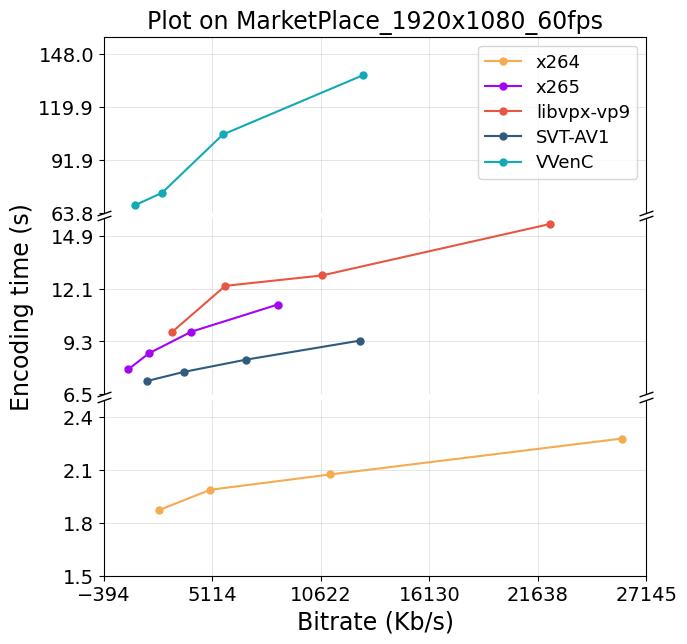 Plot on MarketPlace_1920x1080_60fps
148.0
119.9
91.9
63.8
14.9
12.1
9.3
6.5
2.4
2.1
1.8
1.5
Encoding time (s)
x264
x265
libvpx-vp9
SVT-AV1
VVenC
−394 5114 10622 16130 21638 27145
Bitrate (Kb/s)